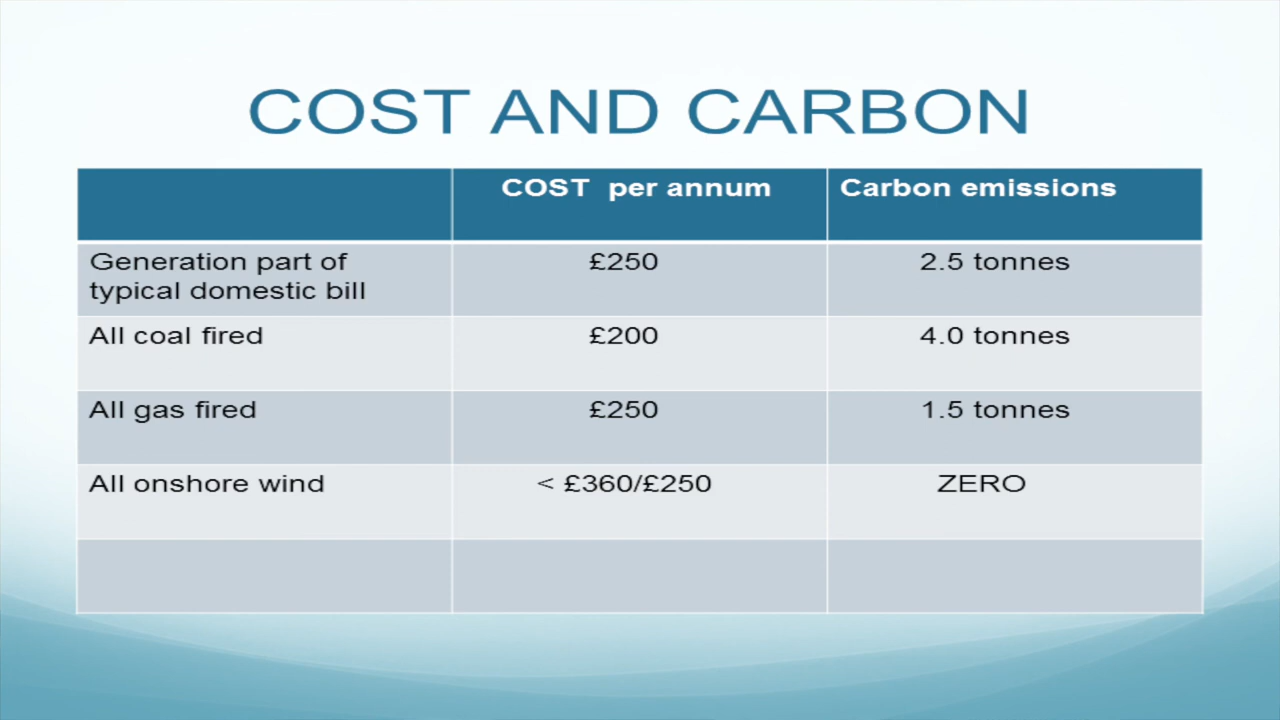 COST AND CARBON
COST per annum
Carbon emissions
Generation part of
typical domestic bill
£250
2.5 tonnes
All coal fired
£200
4.0 tonnes
All gas fired
£250
1.5 tonnes
All onshore wind
< £360/£250
ZERO